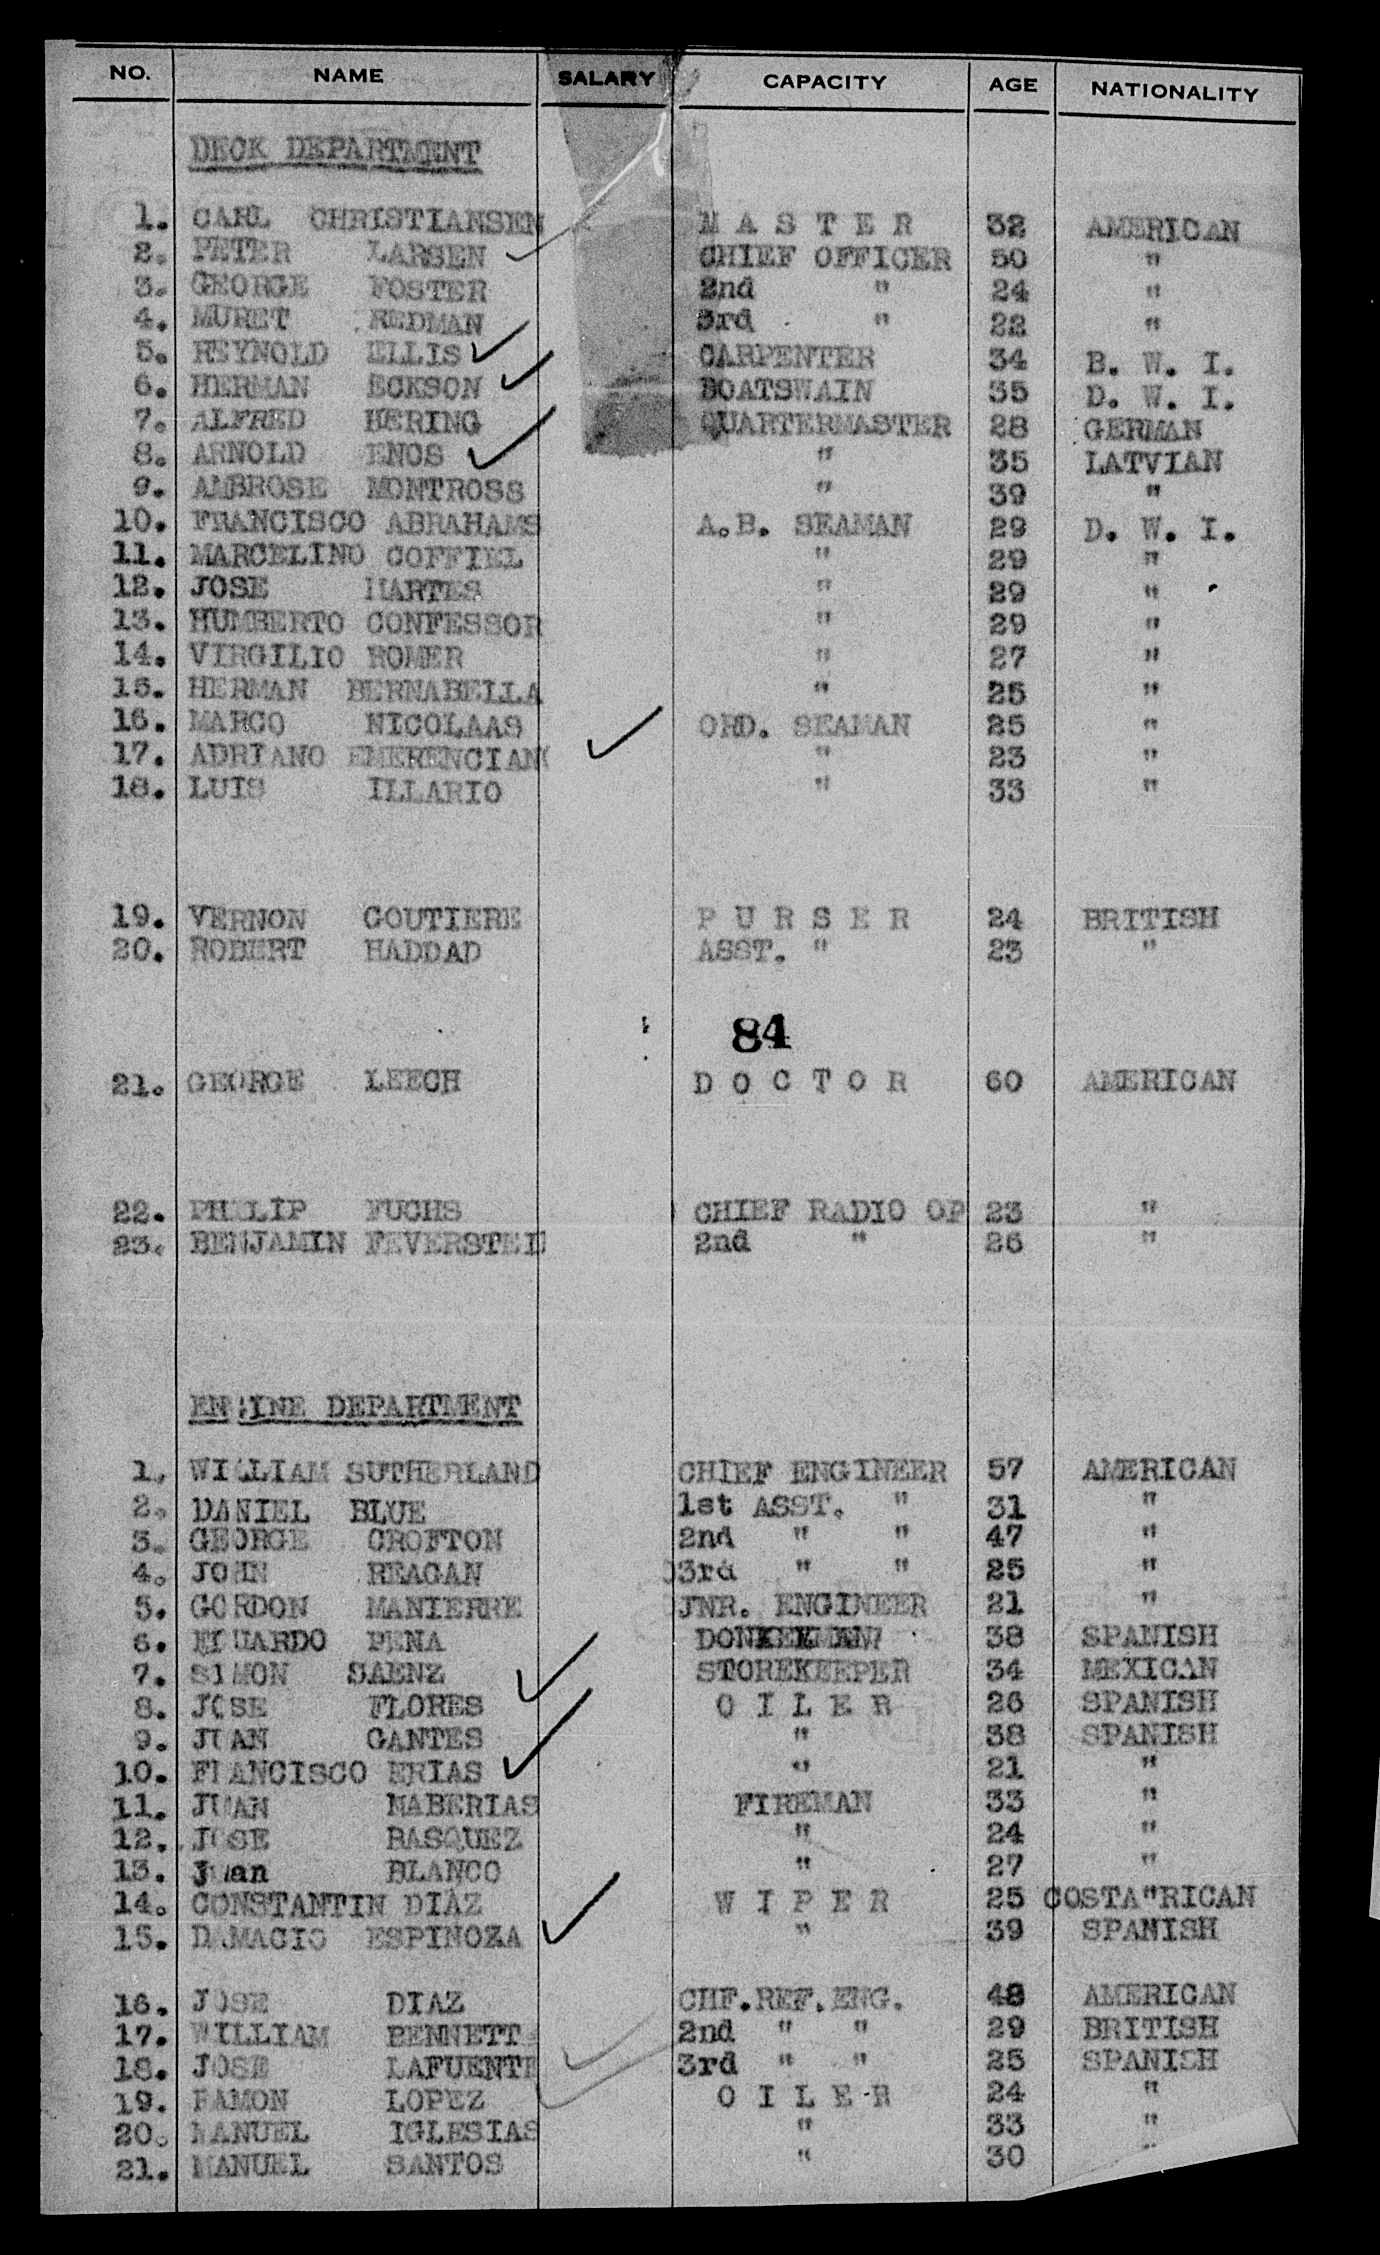 NO. NAME SALARY CAPACITY AGE NATIONALITY
DECK DEPARTMENT
1. CARL CHRISTIANSEN M A S T E R 32 AMERICAN
2. PETER LARSEN CHIEF OFFICER 50 "
3. GEORGE FOSTER 2nd " 24 "
4. MURET REDMAN 3rd " 22 "
5. REYNOLD ELLIS CARPENTER 34 B. W. I.
6. HERMAN ECKSON BOATSWAIN 35 D. W. I.
7. ALFRED HERING QUARTERMASTER 28 GERMAN
8. ARNOLD ENOS " 35 LATVIAN
9. AMBROSE MONTROSS " 39 "
10. FRANCISCO ABRAHAMS A.B. SEAMAN 29 D. W. I.
11. MARCELINO COFFIEL " 29 "
12. JOSE MARTES " 29 "
13. HUMBERTO CONFESSOR " 29 "
14. VIRGILIO ROMER " 27 "
15. HERMAN BERNABELLA " 25 "
16. MARCO NICOLAAS ORD. SEAMAN 25 "
17. ADRIANO EMERENCIAN " 23 "
18. LUIS ILLARIO " 33 "
19. VERNON GOUTIERE P U R S E R 24 BRITISH
20. ROBERT HADDAD ASST. " 23 "
84
21. GEORGE LEECH D O C T O R 60 AMERICAN
22. PHILIP FUCHS CHIEF RADIO OP 23 "
23. BENJAMIN FEVERSTEI 2nd " 26 "
ENGINE DEPARTMENT
1. WILLIAM SUTHERLAND CHIEF ENGINEER 57 AMERICAN
2. DANIEL BLUE 1st ASST. " 31 "
3. GEORGE CROFTON 2nd " " 47 "
4. JOHN REAGAN 3rd " " 25 "
5. GORDON MANIERRE JNR. ENGINEER 21 "
6. EDUARDO PENA 38 SPANISH
7. SIMON SAENZ STOREKEEPER 34 MEXICAN
8. JOSE FLORES O I L E R 26 SPANISH
9. JUAN GANTES " 38 SPANISH
10. FRANCISCO ERIAS " 21 "
11. JUAN NABERIAS FIREMAN 33 "
12. JOSE BASQUEZ " 24 "
13. Juan BLANCO " 27 "
14. CONSTANTIN DIAZ W I P E R 25 COSTA"RICAN
15. DAMACIO ESPINOZA " 39 SPANISH
16. JOSE DIAZ CHF.REF.ENG. 48 AMERICAN
17. WILLIAM BENNETT 2nd " " 29 BRITISH
18. JOSE LAFUENTE 3rd " " 25 SPANISH
19. RAMON LOPEZ O I L E R 24 "
20. MANUEL IGLESIAS " 33 "
21. MANUEL SANTOS " 30 "